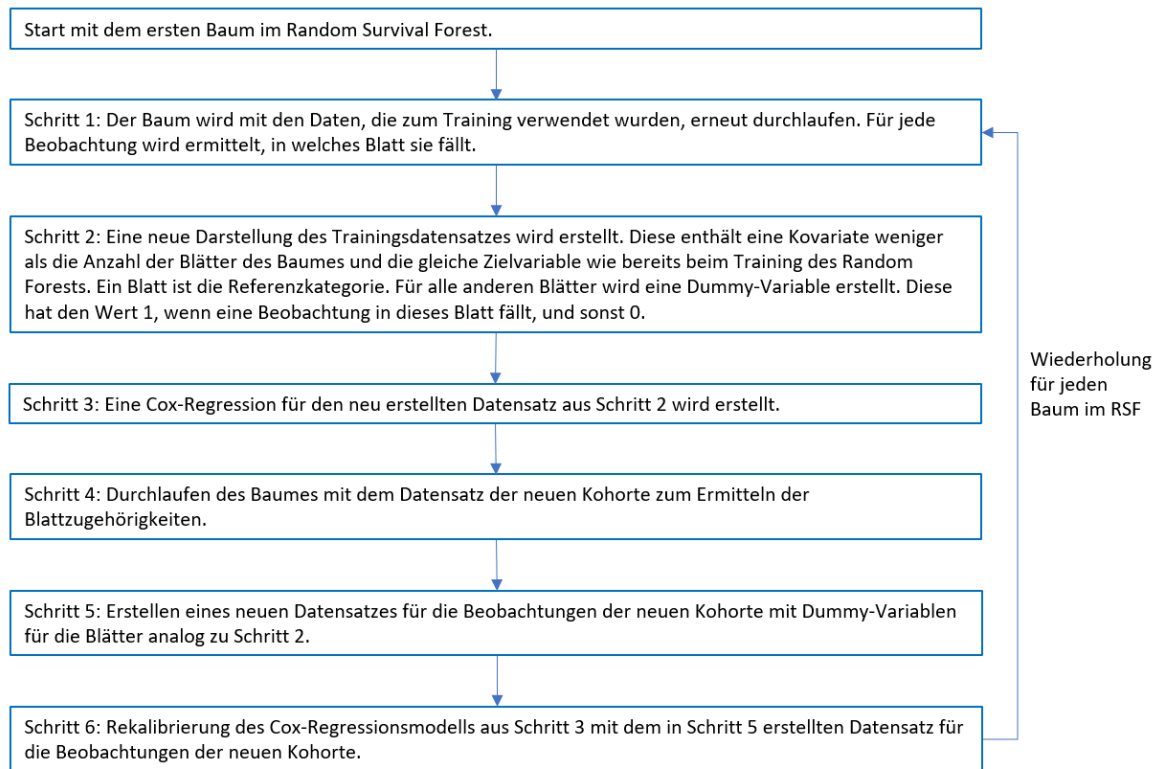 Start mit dem ersten Baum im Random Survival Forest.
Schritt 1: Der Baum wird mit den Daten, die zum Training verwendet wurden, erneut durchlaufen. Für jede
Beobachtung wird ermittelt, in welches Blatt sie fällt.
Schritt 2: Eine neue Darstellung des Trainingsdatensatzes wird erstellt. Diese enthält eine Kovariate weniger
als die Anzahl der Blätter des Baumes und die gleiche Zielvariable wie bereits beim Training des Random
Forests. Ein Blatt ist die Referenzkategorie. Für alle anderen Blätter wird eine Dummy-Variable erstellt. Diese
hat den Wert 1, wenn eine Beobachtung in dieses Blatt fällt, und sonst 0.
Schritt 3: Eine Cox-Regression für den neu erstellten Datensatz aus Schritt 2 wird erstellt.
Schritt 4: Durchlaufen des Baumes mit dem Datensatz der neuen Kohorte zum Ermitteln der
Blattzugehörigkeiten.
Schritt 5: Erstellen eines neuen Datensatzes für die Beobachtungen der neuen Kohorte mit Dummy-Variablen
für die Blätter analog zu Schritt 2.
Schritt 6: Rekalibrierung des Cox-Regressionsmodells aus Schritt 3 mit dem in Schritt 5 erstellten Datensatz für
die Beobachtungen der neuen Kohorte.
Wiederholung
für jeden
Baum im RSF